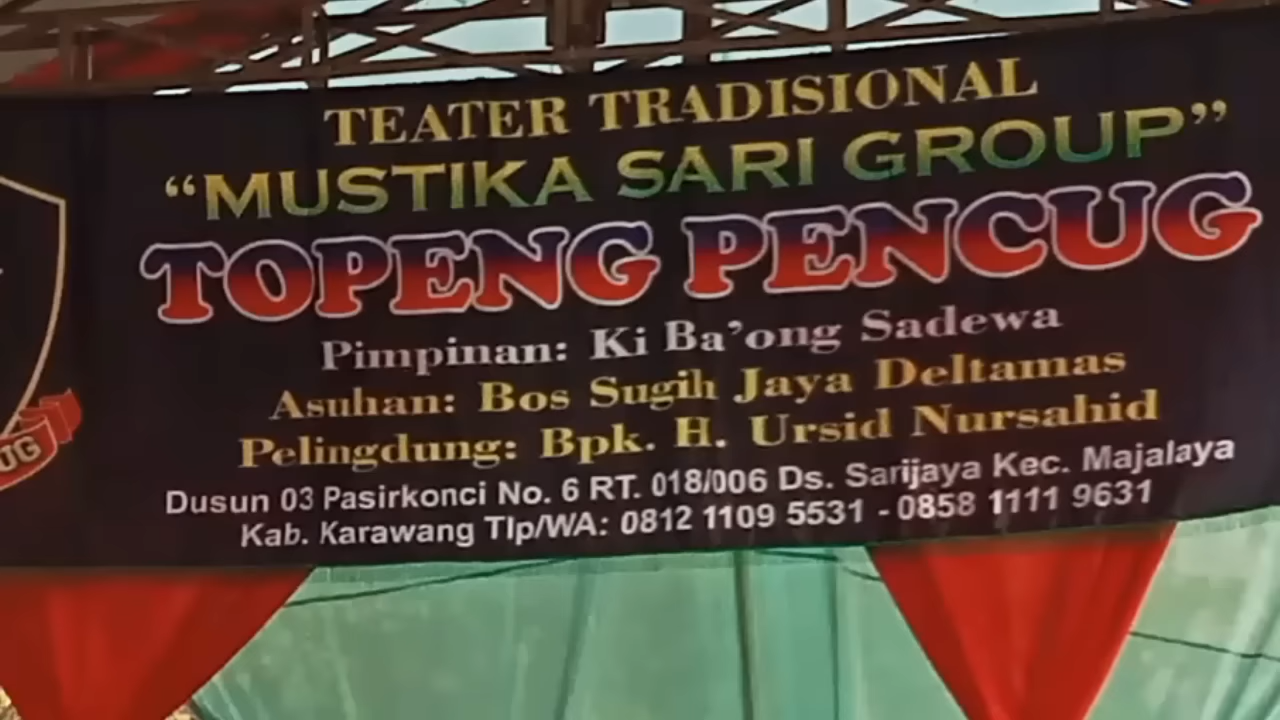 TEATER TRADISIONAL
“MUSTIKA SARI GROUP”
TOPENG PENCUG
Pimpinan: Ki Ba’ong Sadewa
Asuhan: Bos Sugih Jaya Deltamas
Pelingdung: Bpk. H. Ursid Nursahid
Dusun 03 Pasirkonci No. 6 RT. 018/006 Ds. Sarijaya Kec. Majalaya
Kab. Karawang Tlp/WA: 0812 1109 5531 - 0858 1111 9631